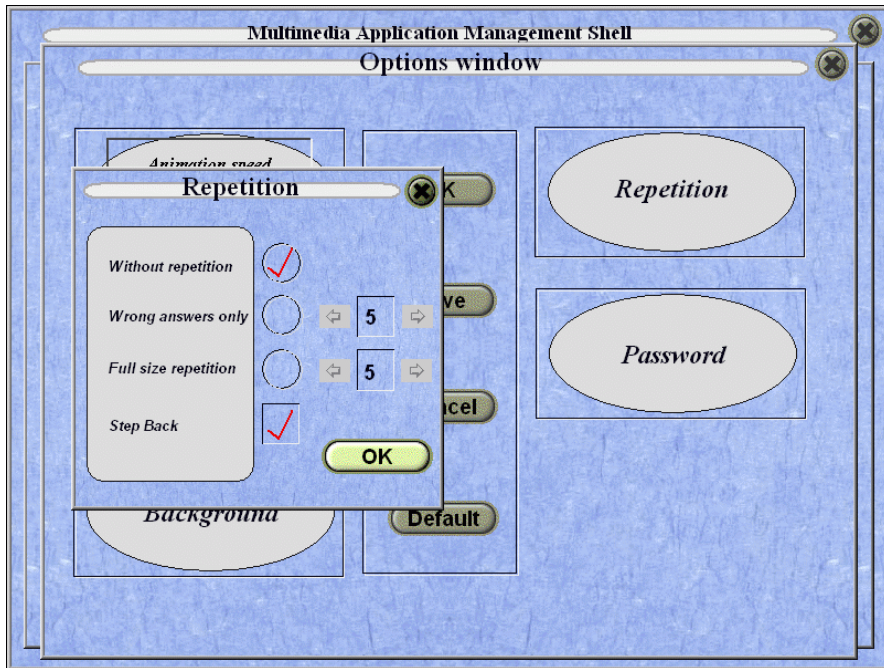 Multimedia Application Management Shell
Options window
Animation speed
Repetition
Repetition
Without repetition
Wrong answers only
5
Full size repetition
5
Step Back
OK
Password
Background
Default